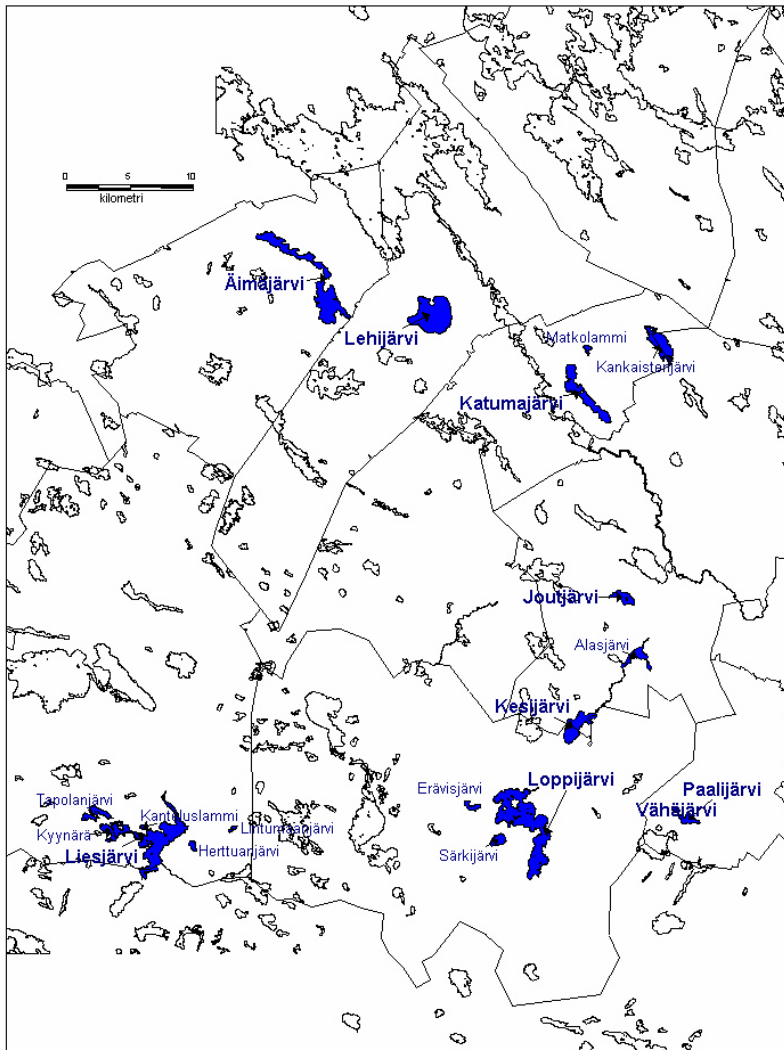 0 5 10
kilometri
Äimäjärvi
Lehijärvi
Matkolammi
Kankaistenjärvi
Katumajärvi
Joutjärvi
Alasjärvi
Kesijärvi
Loppijärvi
Erävisjärvi
Paalijärvi
Vähäjärvi
Tapolanjärvi
Kanteluslammi
Lintumaanjärvi
Kyynärä
Liesjärvi
Herttuanjärvi
Särkijärvi